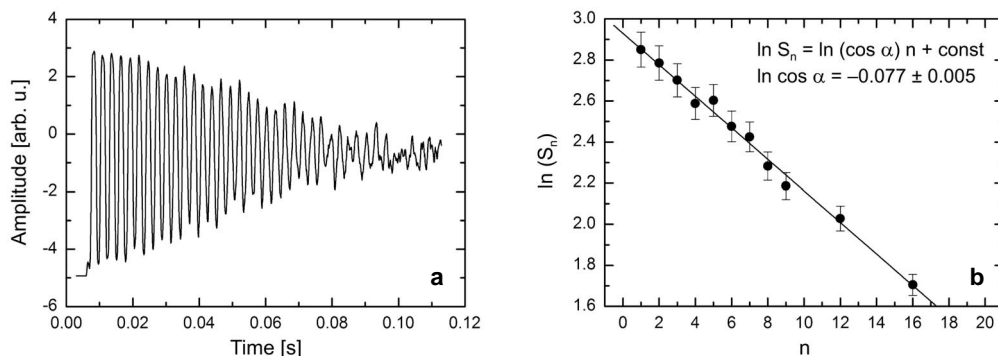 4
2
0
-2
-4
-6
0.00 0.02 0.04 0.06 0.08 0.10 0.12
Amplitude [arb. u.]
Time [s]
a
3.0
2.8
2.6
2.4
2.2
2.0
1.8
1.6
0 2 4 6 8 10 12 14 16 18 20
ln (Sₙ)
n
ln Sₙ = ln (cos α) n + const
ln cos α = –0.077 ± 0.005
b